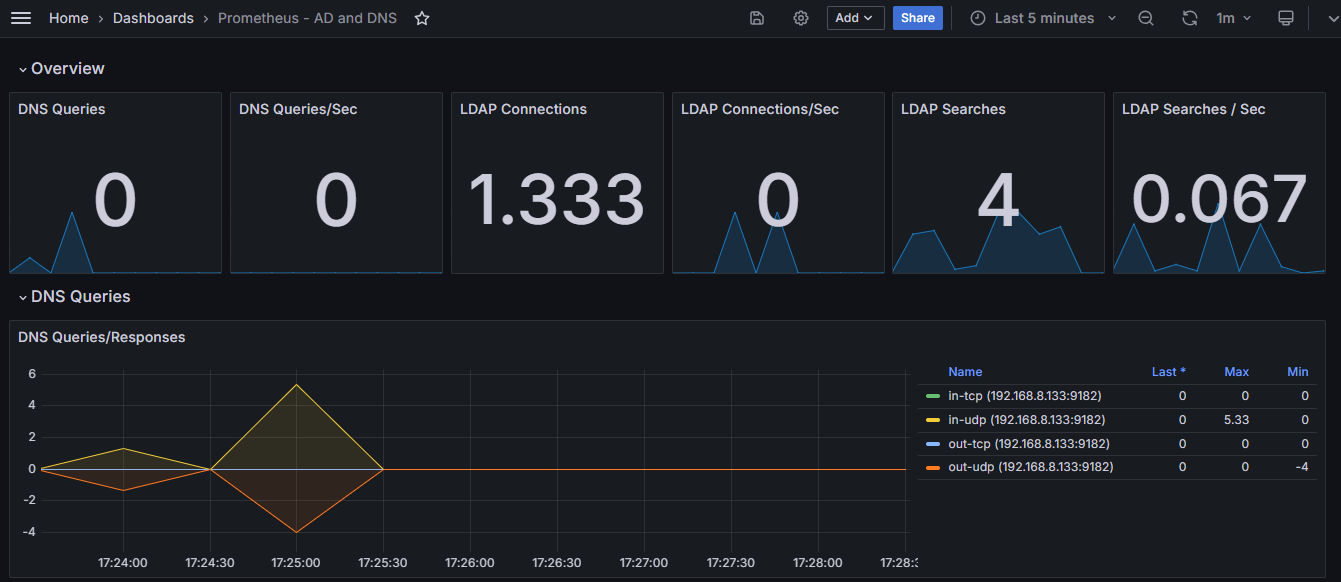 Home › Dashboards › Prometheus - AD and DNS Add Share Last 5 minutes 1m
Overview
DNS Queries
0
DNS Queries/Sec
0
LDAP Connections
1.333
LDAP Connections/Sec
0
LDAP Searches
4
LDAP Searches / Sec
0.067
DNS Queries
DNS Queries/Responses
6
4
2
0
-2
-4
17:24:00 17:24:30 17:25:00 17:25:30 17:26:00 17:26:30 17:27:00 17:27:30 17:28:00 17:28:3
Name Last * Max Min
in-tcp (192.168.8.133:9182) 0 0 0
in-udp (192.168.8.133:9182) 0 5.33 0
out-tcp (192.168.8.133:9182) 0 0 0
out-udp (192.168.8.133:9182) 0 0 -4